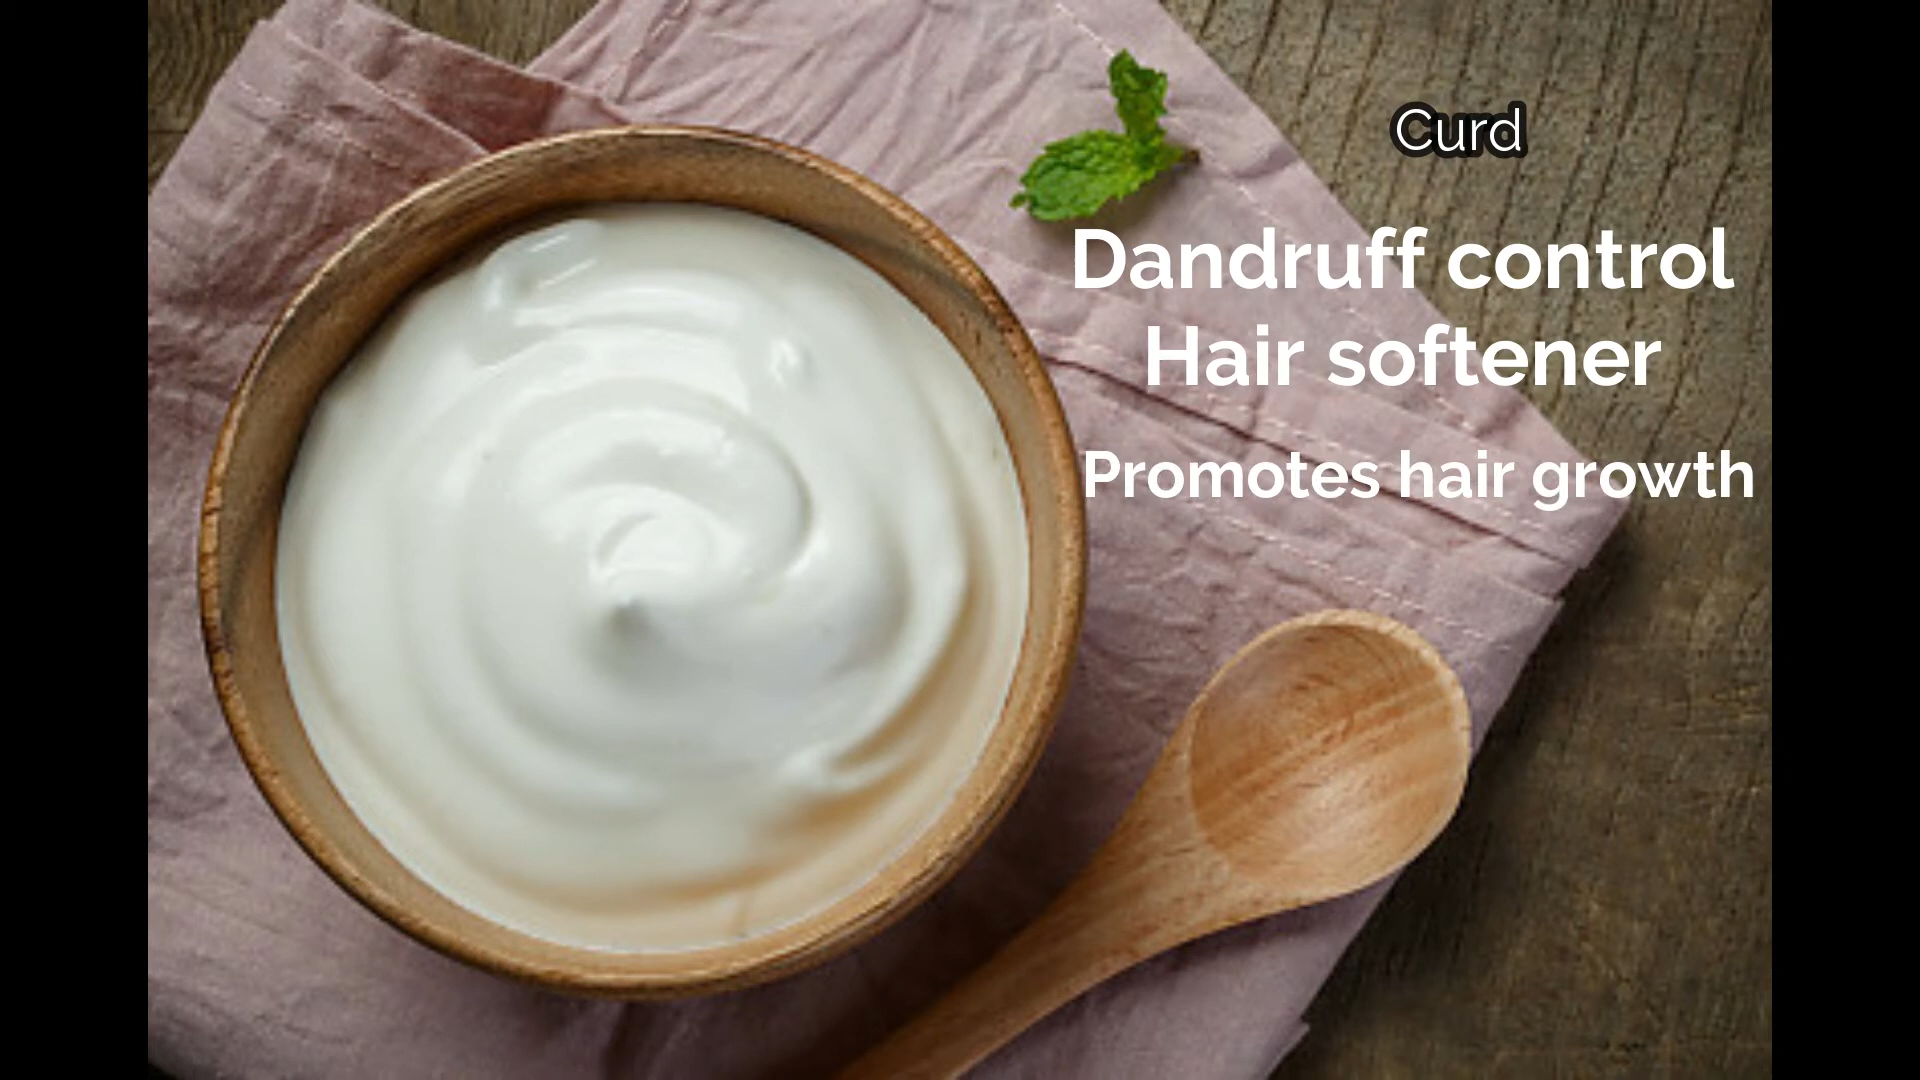 Curd
Dandruff control
Hair softener
Promotes hair growth